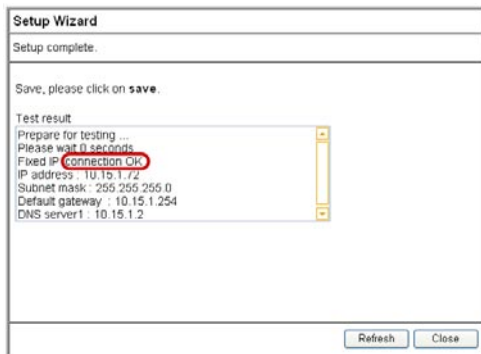 Setup Wizard
Setup complete.
Save, please click on save.
Test result
Prepare for testing ...
Please wait 0 seconds
Fixed IP connection OK
IP address : 10.15.1.72
Subnet mask : 255.255.255.0
Default gateway : 10.15.1.254
DNS server1 : 10.15.1.2
Refresh Close